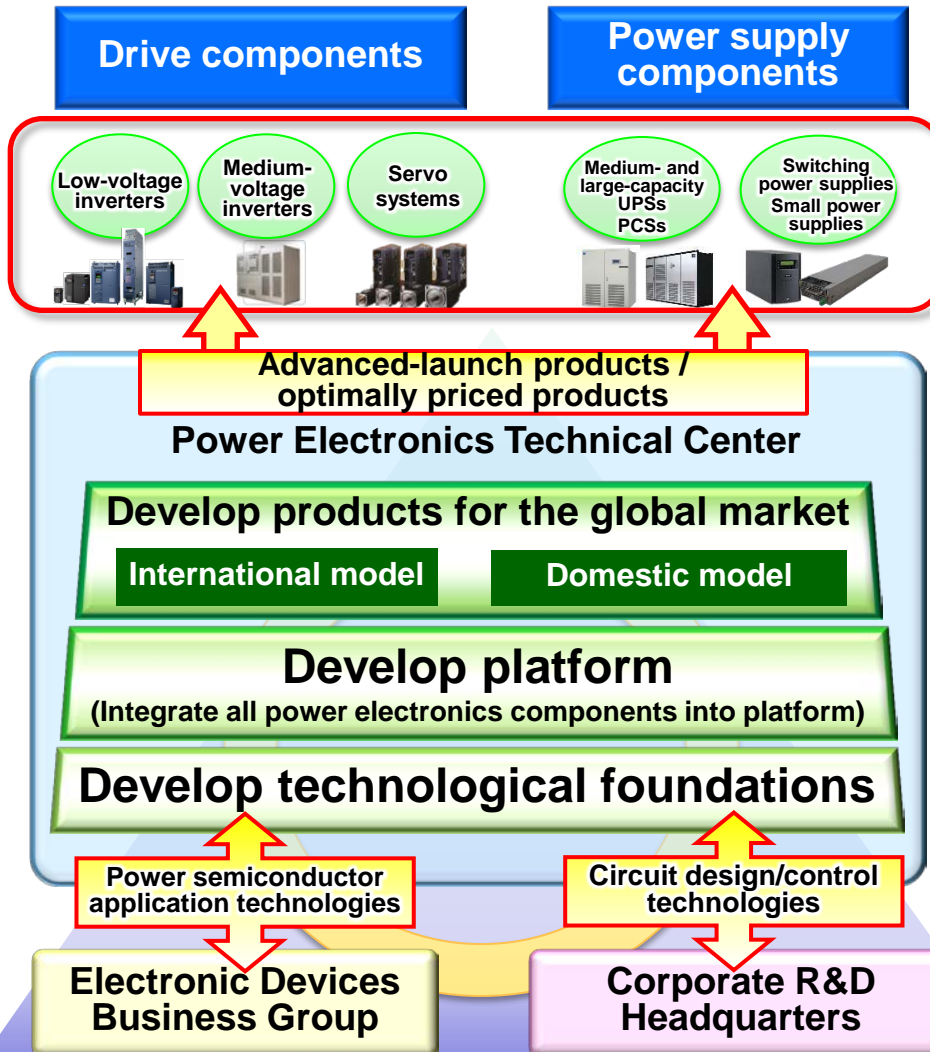 Drive components
Power supply
components
Low-voltage
inverters
Medium-
voltage
inverters
Servo
systems
Medium- and
large-capacity
UPSs
PCSs
Switching
power supplies
Small power
supplies
Advanced-launch products /
optimally priced products
Power Electronics Technical Center
Develop products for the global market
International model
Domestic model
Develop platform
(Integrate all power electronics components into platform)
Develop technological foundations
Power semiconductor
application technologies
Circuit design/control
technologies
Electronic Devices
Business Group
Corporate R&D
Headquarters